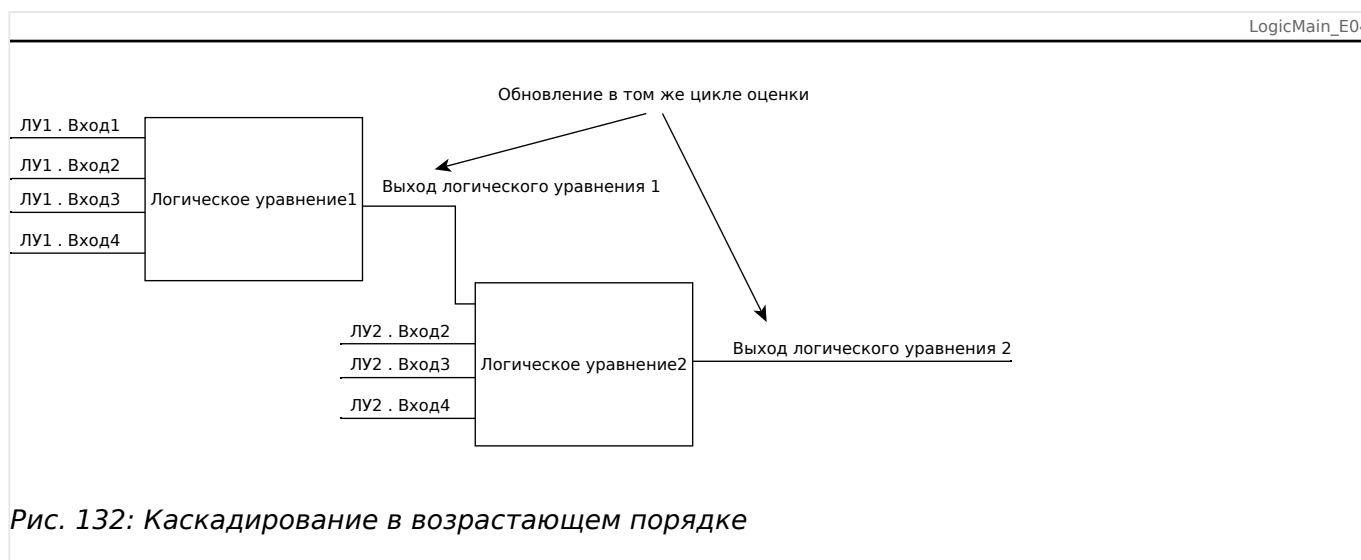 LogicMain_E04
Обновление в том же цикле оценки
ЛУ1 . Вход1
ЛУ1 . Вход2
ЛУ1 . Вход3
ЛУ1 . Вход4
Логическое уравнение1
Выход логического уравнения 1
ЛУ2 . Вход2
ЛУ2 . Вход3
ЛУ2 . Вход4
Логическое уравнение2
Выход логического уравнения 2
Рис. 132: Каскадирование в возрастающем порядке